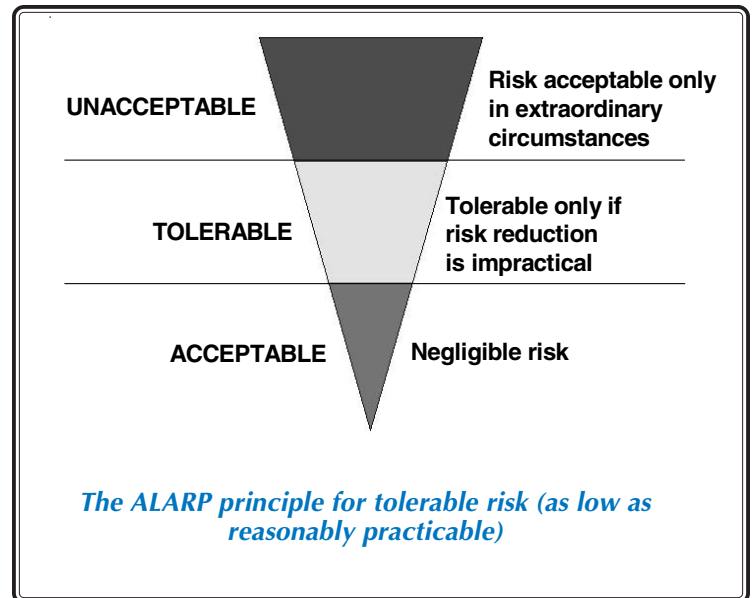 UNACCEPTABLE
Risk acceptable only
in extraordinary
circumstances
TOLERABLE
Tolerable only if
risk reduction
is impractical
ACCEPTABLE
Negligible risk
The ALARP principle for tolerable risk (as low as
reasonably practicable)